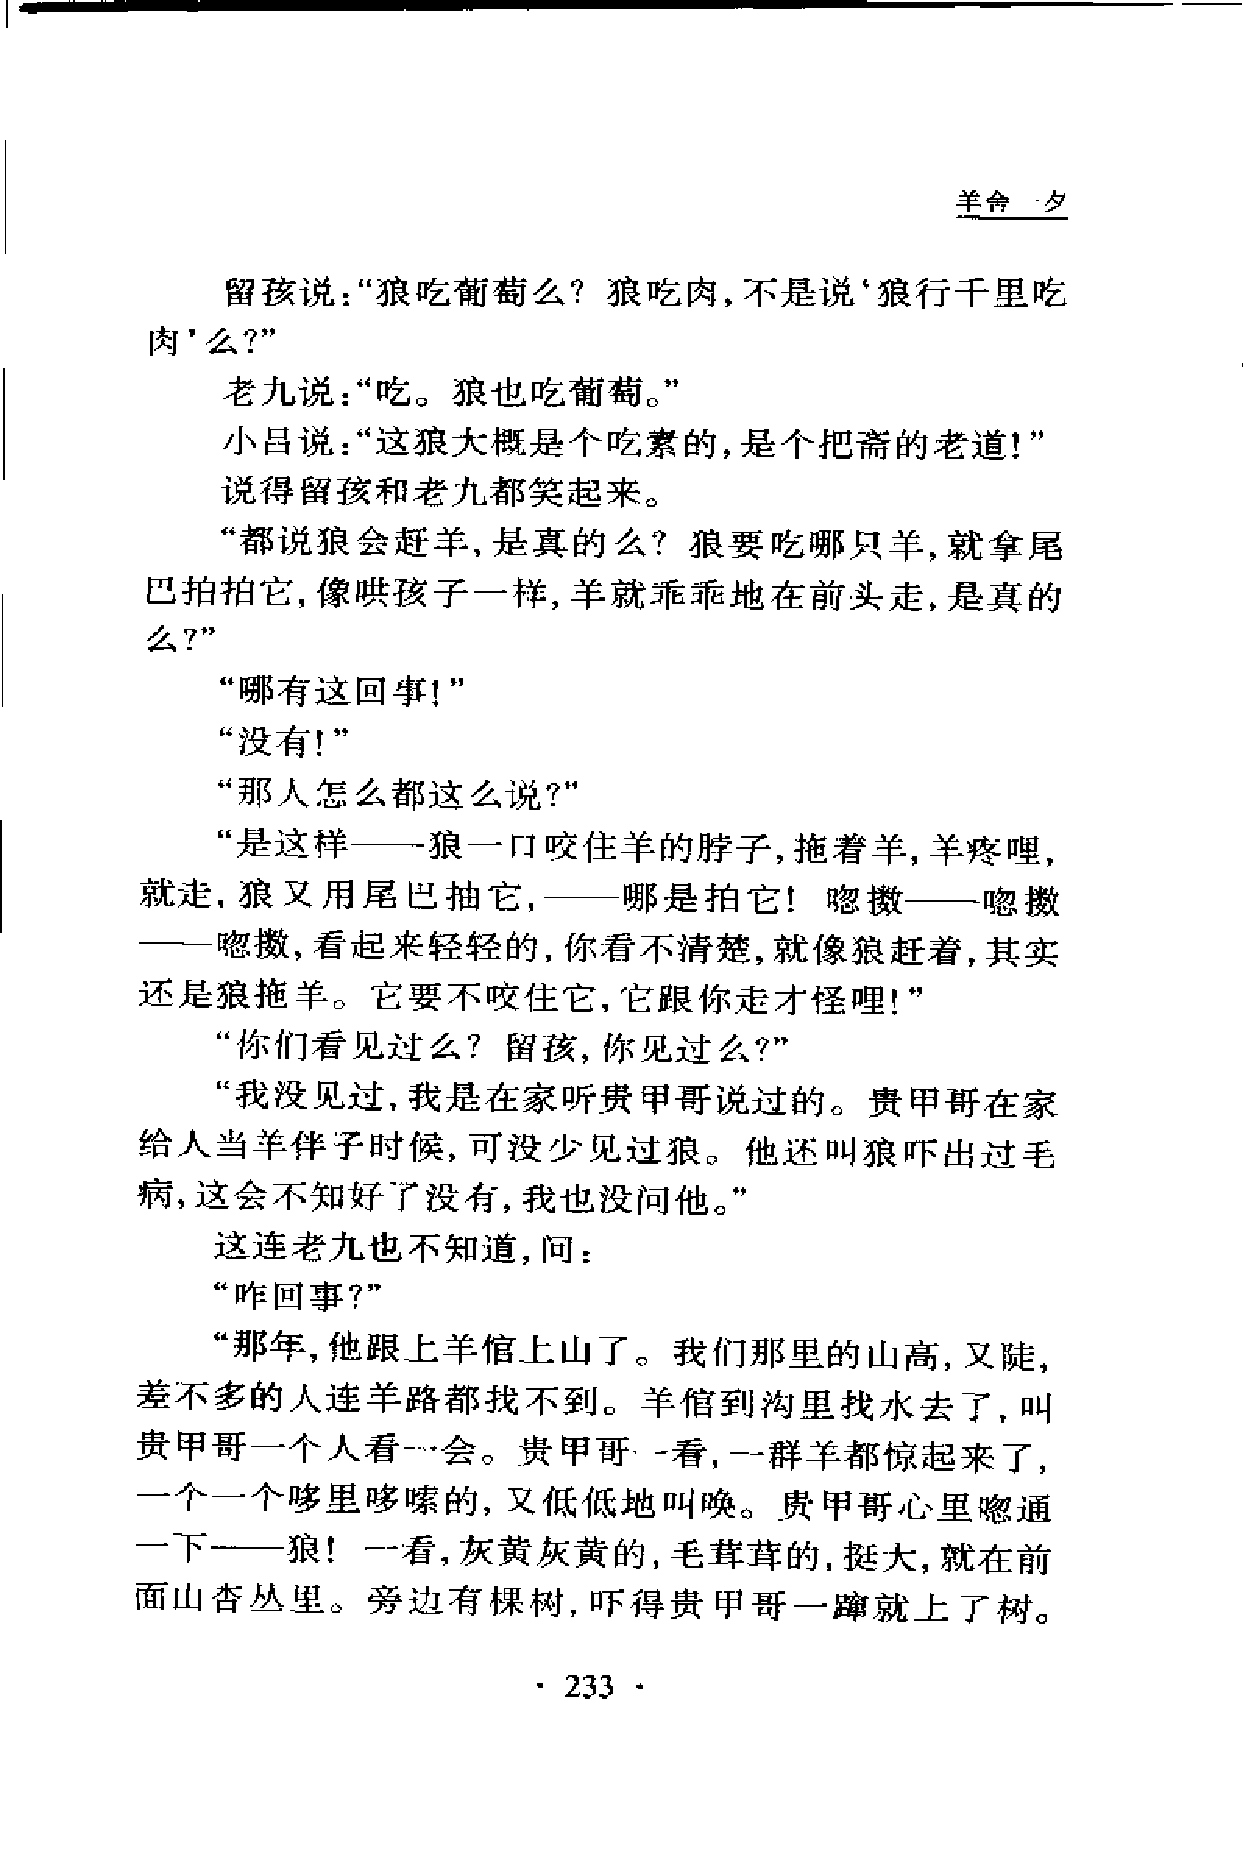 羊舍一夕
留孩说:“狼吃葡萄么? 狼吃肉,不是说‘狼行千里吃
肉’么?”
老九说:“吃。狼也吃葡萄。”
小吕说:“这狼大概是个吃素的,是个把斋的老道!”
说得留孩和老九都笑起来。
“都说狼会赶羊,是真的么? 狼要吃哪只羊,就拿尾
巴拍拍它,像哄孩子一样,羊就乖乖地在前头走,是真的
么?”
“哪有这回事!”
“没有!”
“那人怎么都这么说?”
“是这样——狼一口咬住羊的脖子,拖着羊,羊疼哩,
就走,狼又用尾巴抽它,——哪是拍它! 唿擞——唿擞
——唿擞,看起来轻轻的,你看不清楚,就像狼赶着,其实
还是狼拖羊。它要不咬住它,它跟你走才怪哩!”
“你们看见过么? 留孩,你见过么?”
“我没见过,我是在家听贵甲哥说过的。贵甲哥在家
给人当羊伴子时候,可没少见过狼。他还叫狼吓出过毛
病,这会不知好了没有,我也没问他。”
这连老九也不知道,问:
“咋回事?”
“那年,他跟上羊倌上山了。我们那里的山高,又陡,
差不多的人连羊路都找不到。羊倌到沟里找水去了,叫
贵甲哥一个人看一会。贵甲哥一看,一群羊都惊起来了,
一个一个哆里哆嗦的,又低低地叫唤。贵甲哥心里唿通
一下——狼! 一看,灰黄灰黄的,毛茸茸的,挺大,就在前
面山杏丛里。旁边有棵树,吓得贵甲哥一蹿就上了树。
· 233 ·